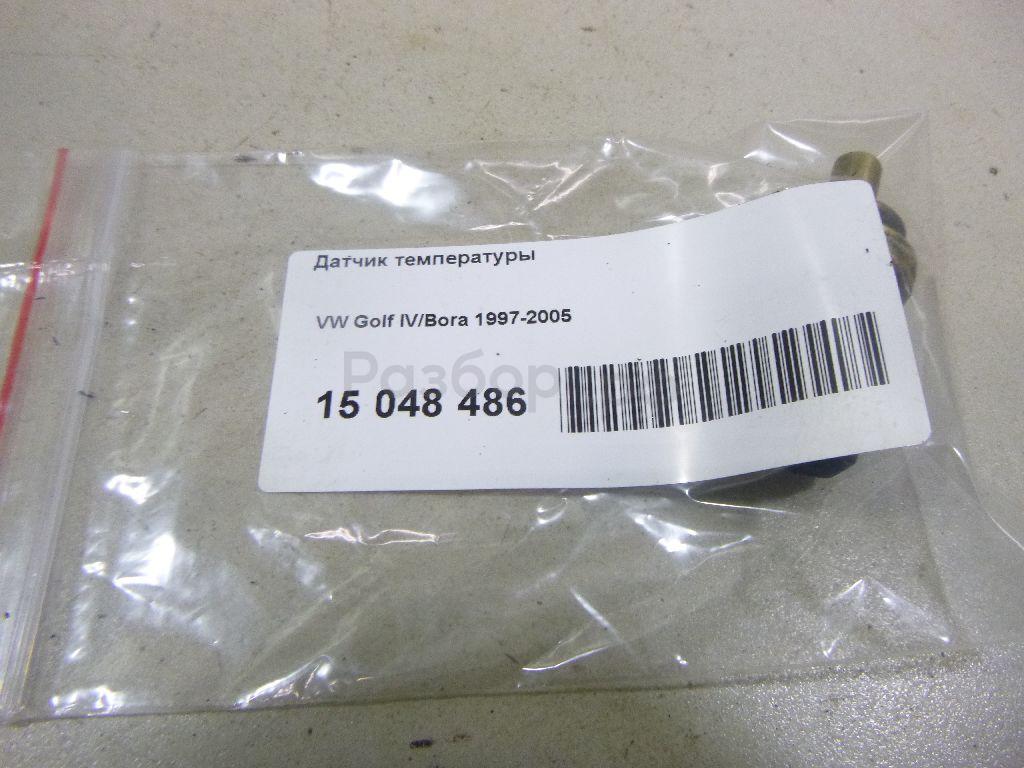 Датчик температуры
VW Golf IV/Bora 1997-2005
15 048 486